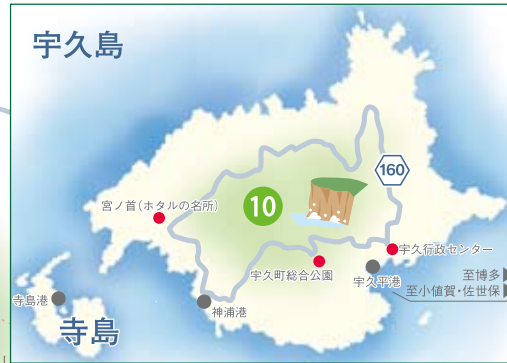 宇久島
160
宮ノ首(ホタルの名所)
10
宇久行政センター
宇久町総合公園
宇久平港
至博多
至小値賀・佐世保
寺島港
神浦港
寺島